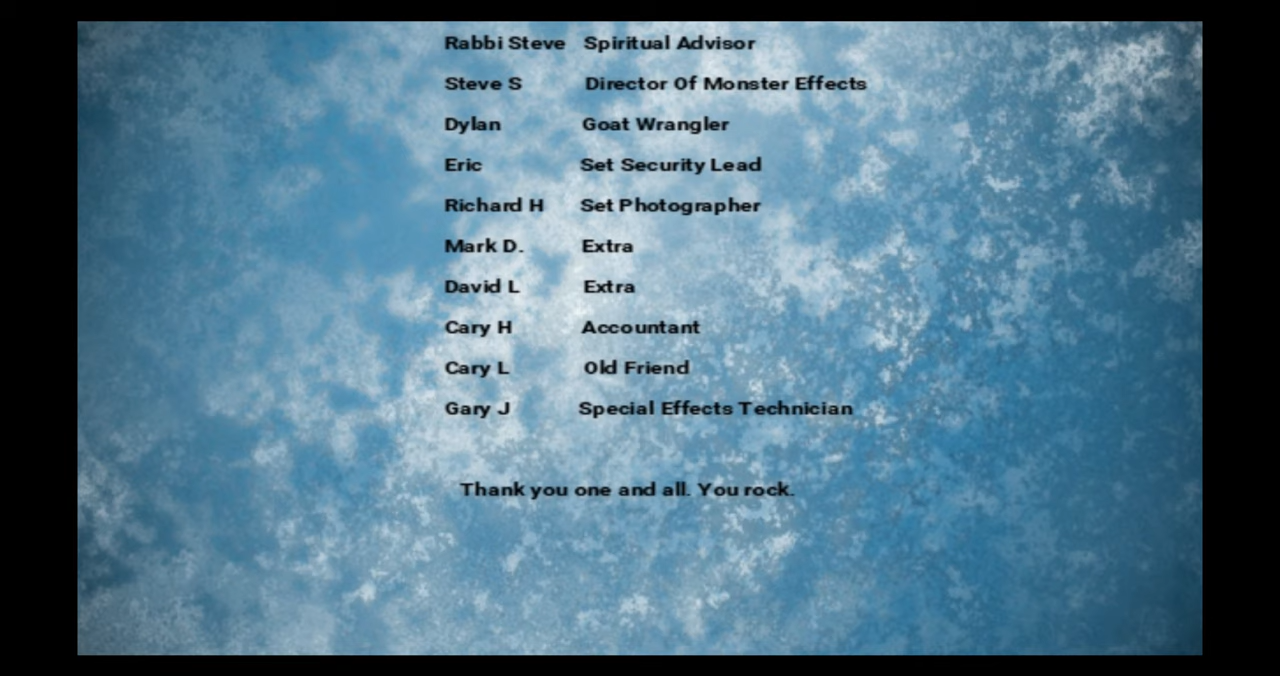 Rabbi Steve Spiritual Advisor
Steve S Director Of Monster Effects
Dylan Goat Wrangler
Eric Set Security Lead
Richard H Set Photographer
Mark D. Extra
David L Extra
Cary H Accountant
Cary L Old Friend
Gary J Special Effects Technician
Thank you one and all. You rock.